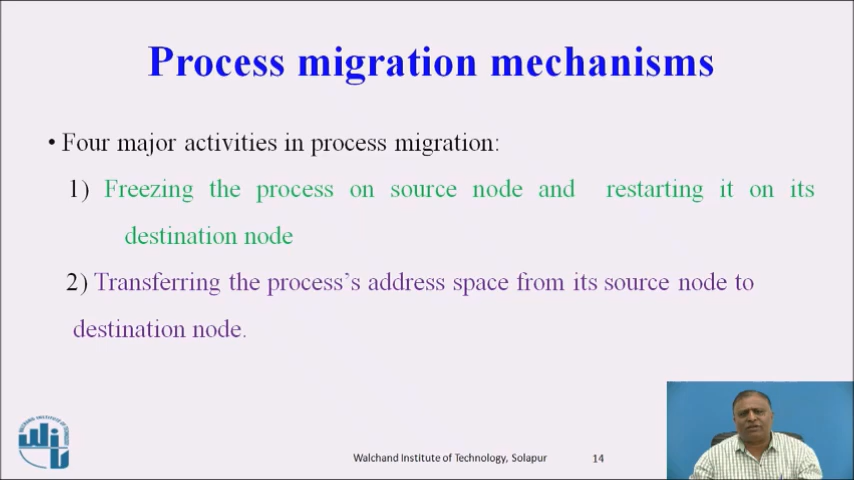 Process migration mechanisms
• Four major activities in process migration:
1) Freezing the process on source node and restarting it on its
destination node
2) Transferring the process's address space from its source node to
destination node.
Walchand Institute of Technology, Solapur
14